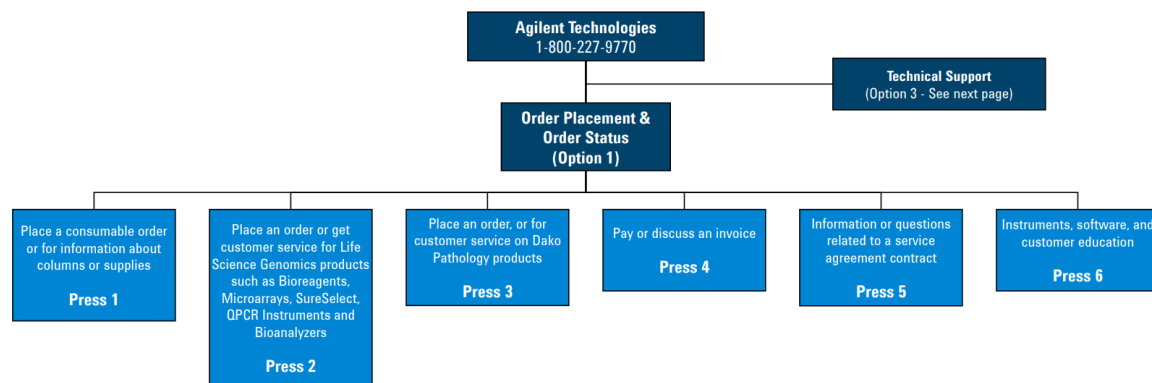 Agilent Technologies
1-800-227-9770
Technical Support
(Option 3 - See next page)
Order Placement &
Order Status
(Option 1)
Place a consumable order
or for information about
columns or supplies
Press 1
Place an order or get
customer service for Life
Science Genomics products
such as Bioreagents,
Microarrays, SureSelect,
QPCR Instruments and
Bioanalyzers
Press 2
Place an order, or for
customer service on Dako
Pathology products
Press 3
Pay or discuss an invoice
Press 4
Information or questions
related to a service
agreement contract
Press 5
Instruments, software, and
customer education
Press 6